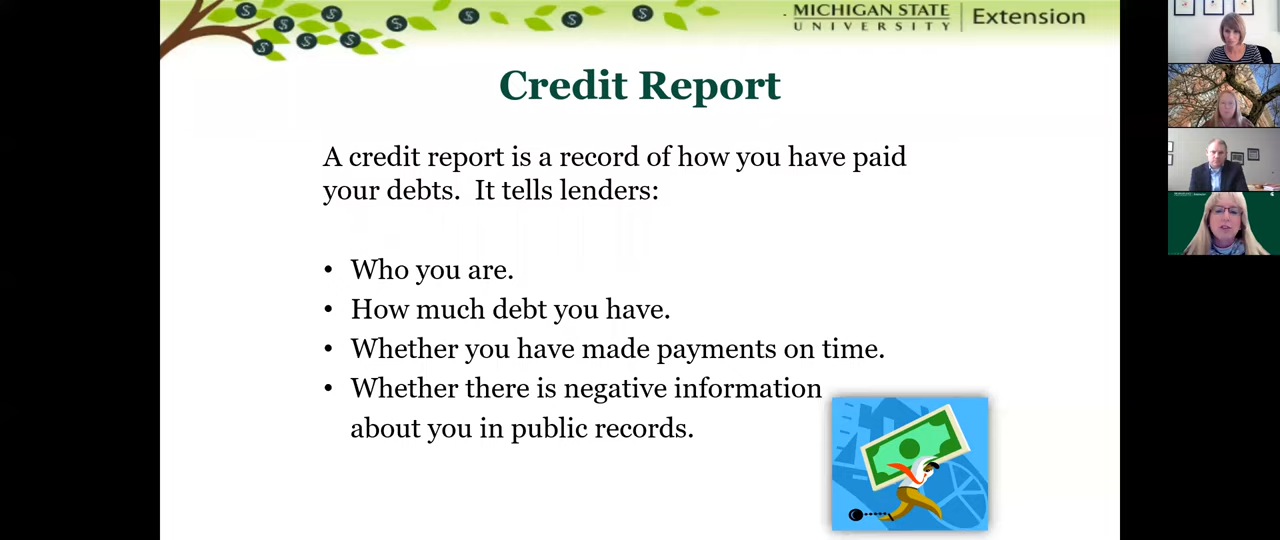 MICHIGAN STATE
UNIVERSITY
Extension
Credit Report
A credit report is a record of how you have paid
your debts. It tells lenders:
• Who you are.
• How much debt you have.
• Whether you have made payments on time.
• Whether there is negative information
about you in public records.